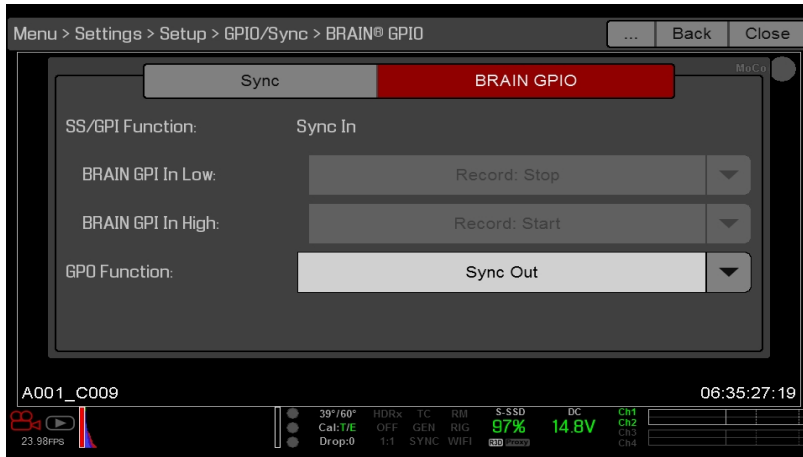 Menu > Settings > Setup > GPIO/Sync > BRAIN® GPIO
... Back Close
Sync BRAIN GPIO MoCo
SS/GPI Function: Sync In
BRAIN GPI In Low: Record: Stop
BRAIN GPI In High: Record: Start
GPO Function: Sync Out
A001_C009 06:35:27:19
39°/60° HDRx TC RM S-SSD DC Ch1
Cal:T/E OFF GEN RIG 97% 14.8V Ch2
Drop:0 1:1 SYNC WIFI R3D Proxy Ch3
23.98FPS Ch4